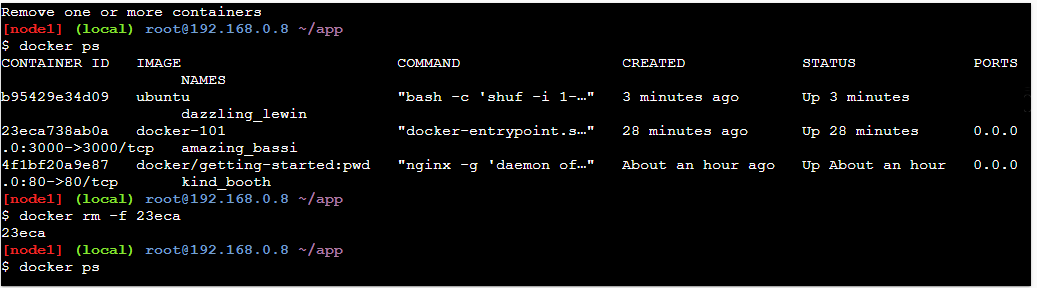 Remove one or more containers
[node1] (local) root@192.168.0.8 ~/app
$ docker ps
CONTAINER ID   IMAGE                        COMMAND                  CREATED             STATUS              PORTS
                      NAMES
b95429e34d09   ubuntu                       "bash -c 'shuf -i 1-…"   3 minutes ago       Up 3 minutes
                      dazzling_lewin
23eca738ab0a   docker-101                   "docker-entrypoint.s…"   28 minutes ago      Up 28 minutes       0.0.0
.0:3000->3000/tcp   amazing_bassi
4f1bf20a9e87   docker/getting-started:pwd   "nginx -g 'daemon of…"   About an hour ago   Up About an hour    0.0.0
.0:80->80/tcp       kind_booth
[node1] (local) root@192.168.0.8 ~/app
$ docker rm -f 23eca
23eca
[node1] (local) root@192.168.0.8 ~/app
$ docker ps